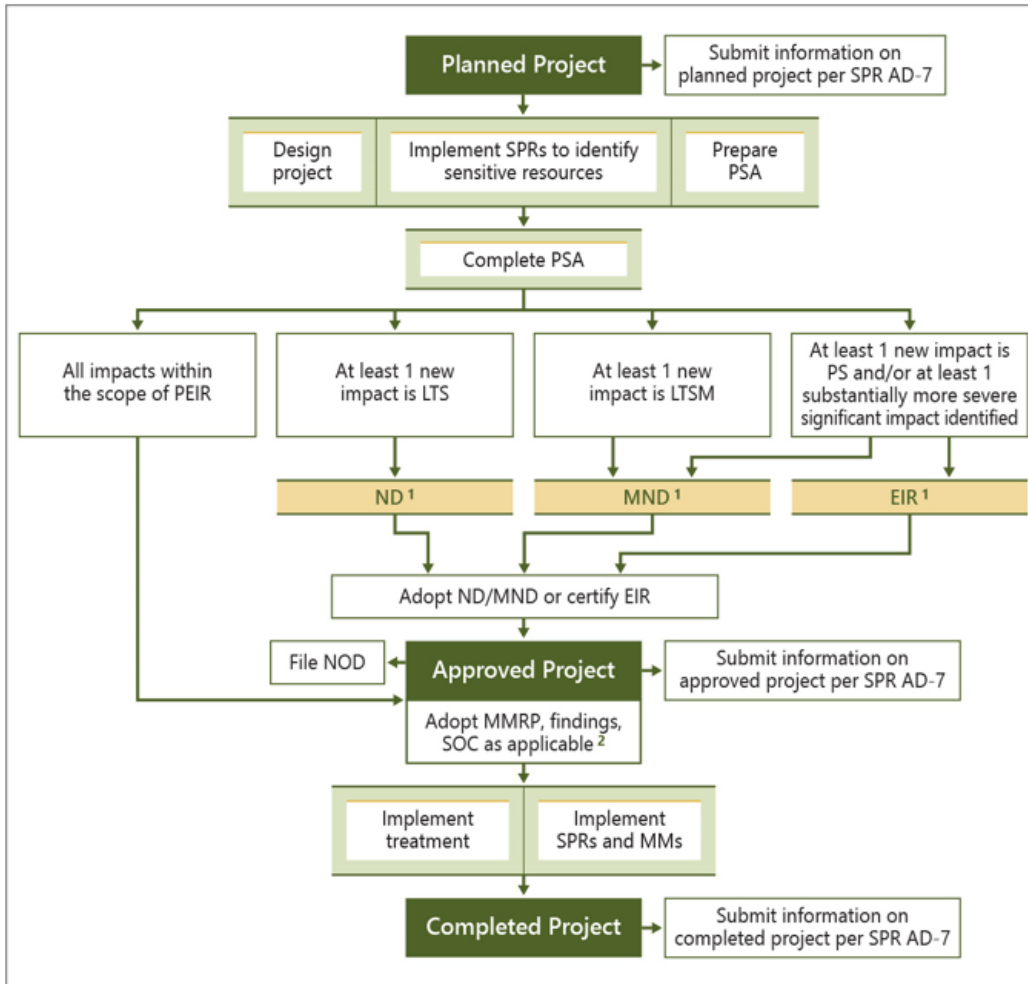 Planned Project
Submit information on
planned project per SPR AD-7
Design
project
Implement SPRs to identify
sensitive resources
Prepare
PSA
Complete PSA
All impacts within
the scope of PEIR
At least 1 new
impact is LTS
At least 1 new
impact is LTSM
At least 1 new impact is
PS and/or at least 1
substantially more severe
significant impact identified
ND 1
MND 1
EIR 1
Adopt ND/MND or certify EIR
File NOD
Approved Project
Submit information on
approved project per SPR AD-7
Adopt MMRP, findings,
SOC as applicable 2
Implement
treatment
Implement
SPRs and MMs
Completed Project
Submit information on
completed project per SPR AD-7